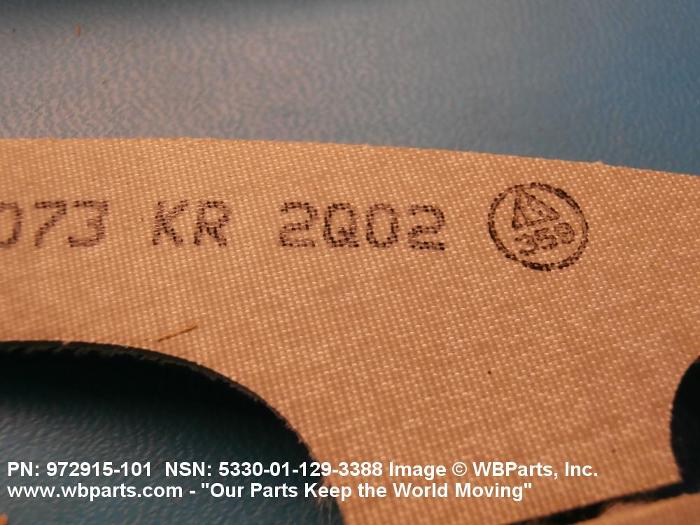 073 KR 2Q02
358
PN: 972915-101 NSN: 5330-01-129-3388 Image © WBParts, Inc.
www.wbparts.com - "Our Parts Keep the World Moving"